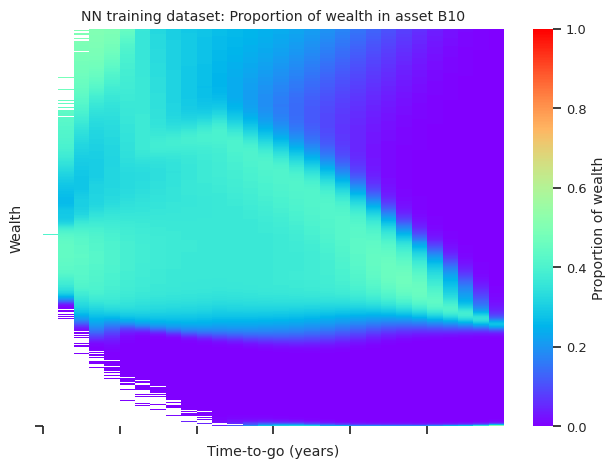 NN training dataset: Proportion of wealth in asset B10
Wealth
Time-to-go (years)
1.0
0.8
0.6
0.4
0.2
0.0
Proportion of wealth